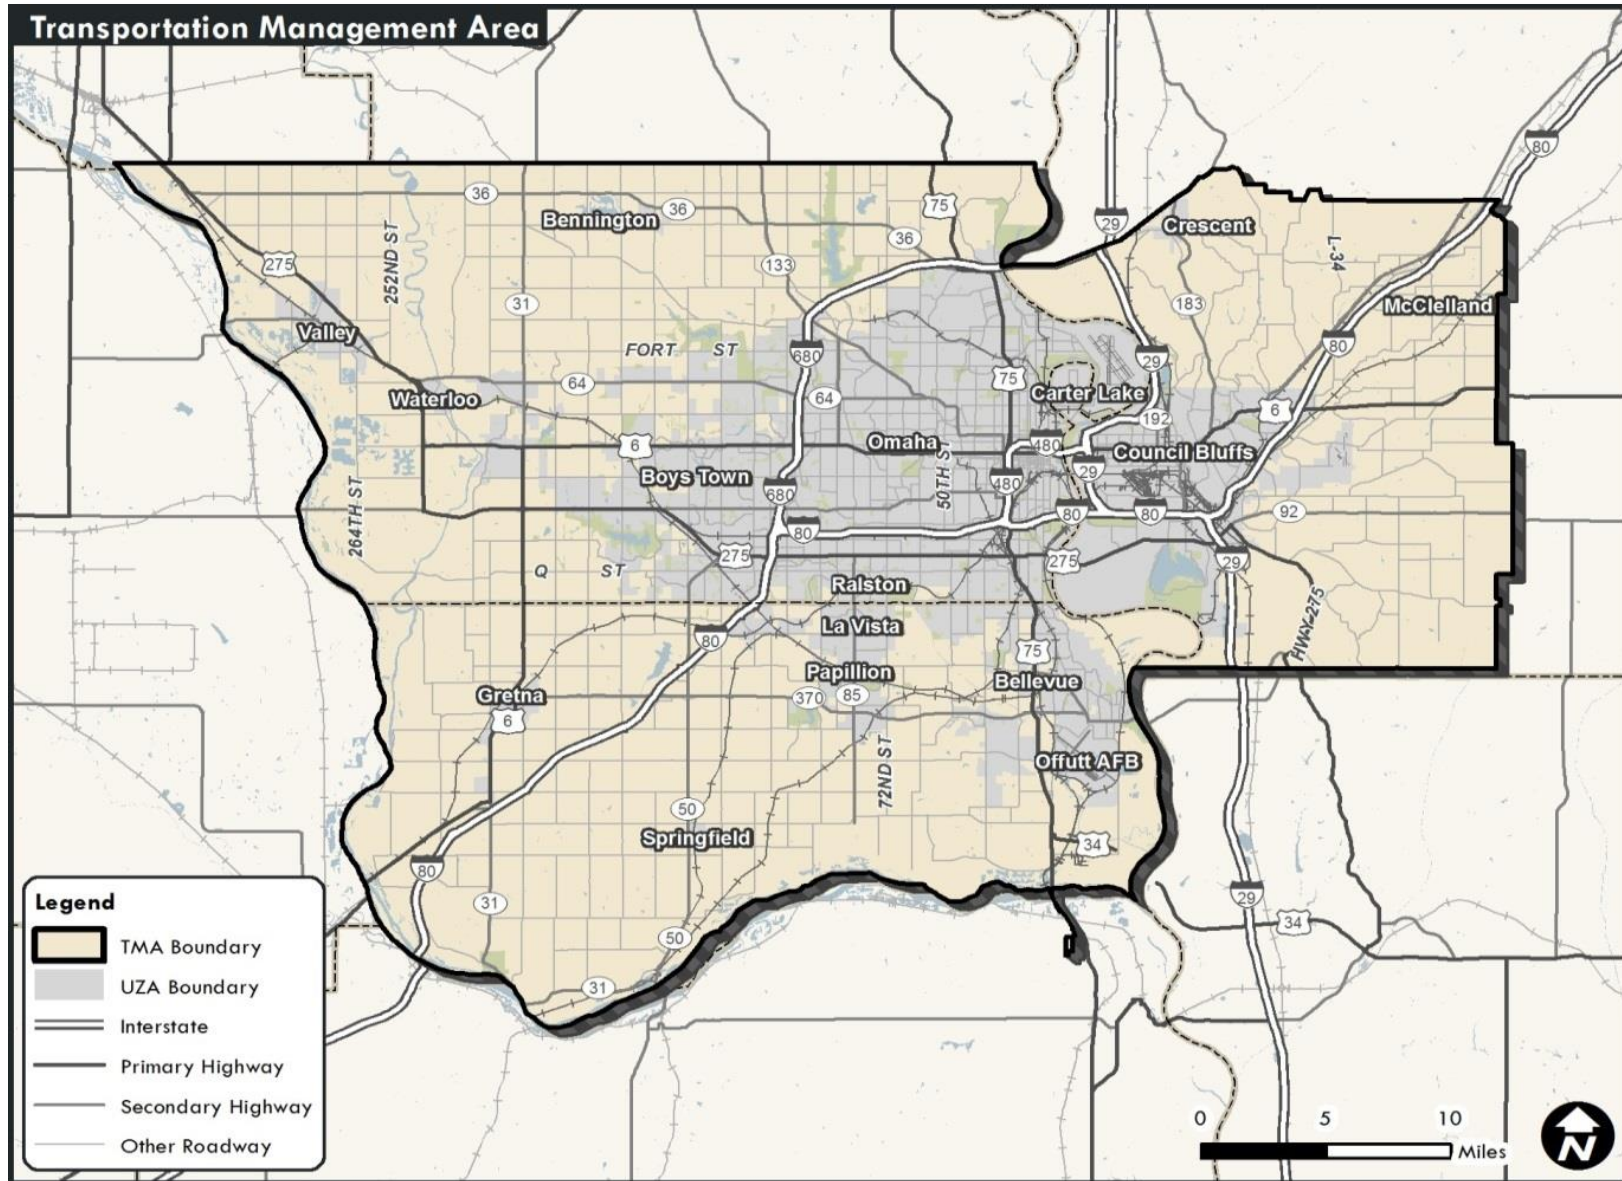 Transportation Management Area
80
36
Bennington
36
75
29
Crescent
36
252ND ST
L-34
275
133
31
183
McClelland
Valley
FORT ST
680
29
80
64
75
Waterloo
64
Carter Lake
6
192
6
Omaha
480
50TH ST
Council Bluffs
Boys Town
29
680
480
264TH ST
80
80
80
92
275
275
29
Q ST
Ralston
La Vista
80
75
HWY-275
Papillion
Bellevue
Gretna
370
85
6
72ND ST
Offutt AFB
50
Springfield
34
80
29
31
34
50
31
Legend
TMA Boundary
UZA Boundary
Interstate
Primary Highway
Secondary Highway
Other Roadway
0 5 10
Miles
N